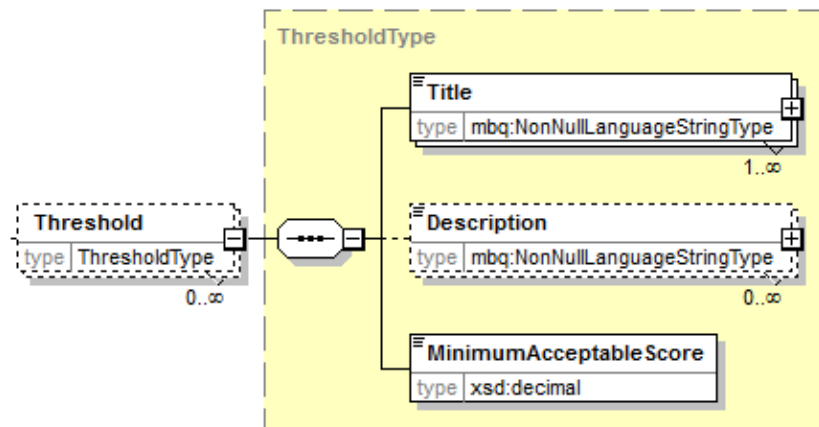 ThresholdType
Title
type mbq:NonNullLanguageStringType
1..∞
Threshold
type ThresholdType
0..∞
Description
type mbq:NonNullLanguageStringType
0..∞
MinimumAcceptableScore
type xsd:decimal